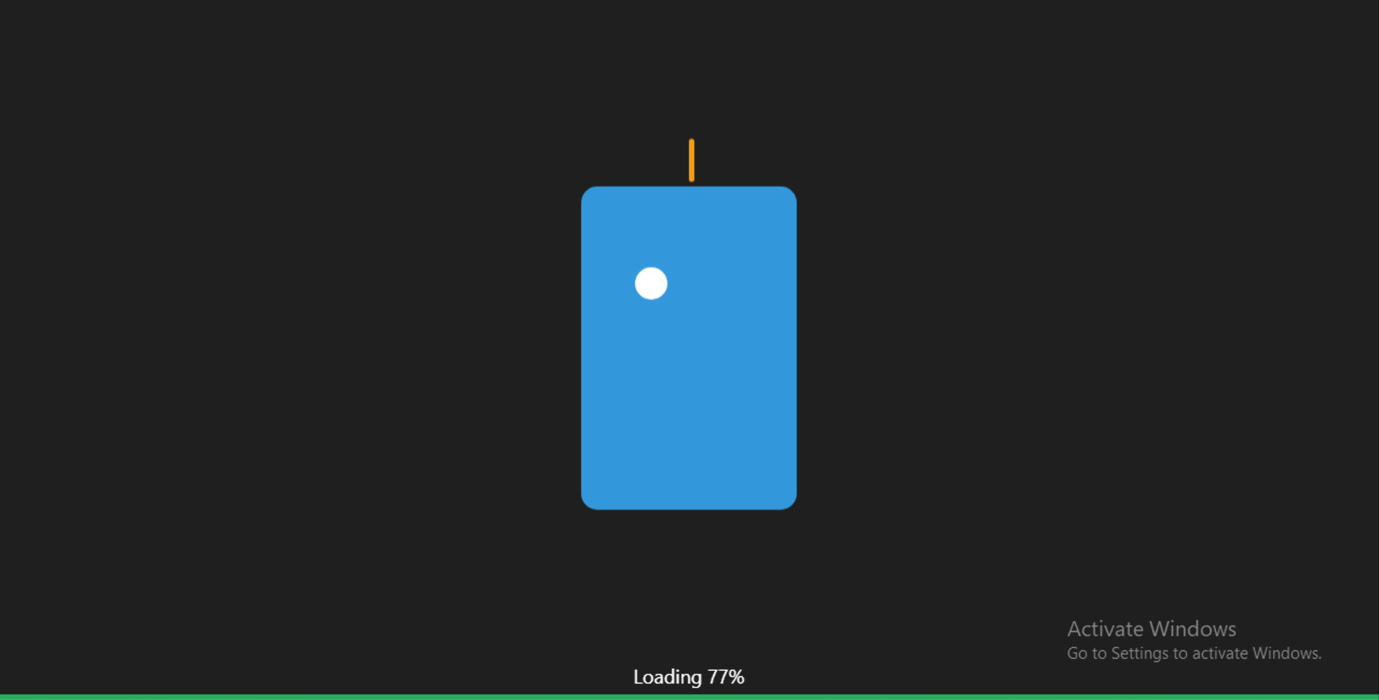 Activate Windows
Go to Settings to activate Windows.
Loading 77%